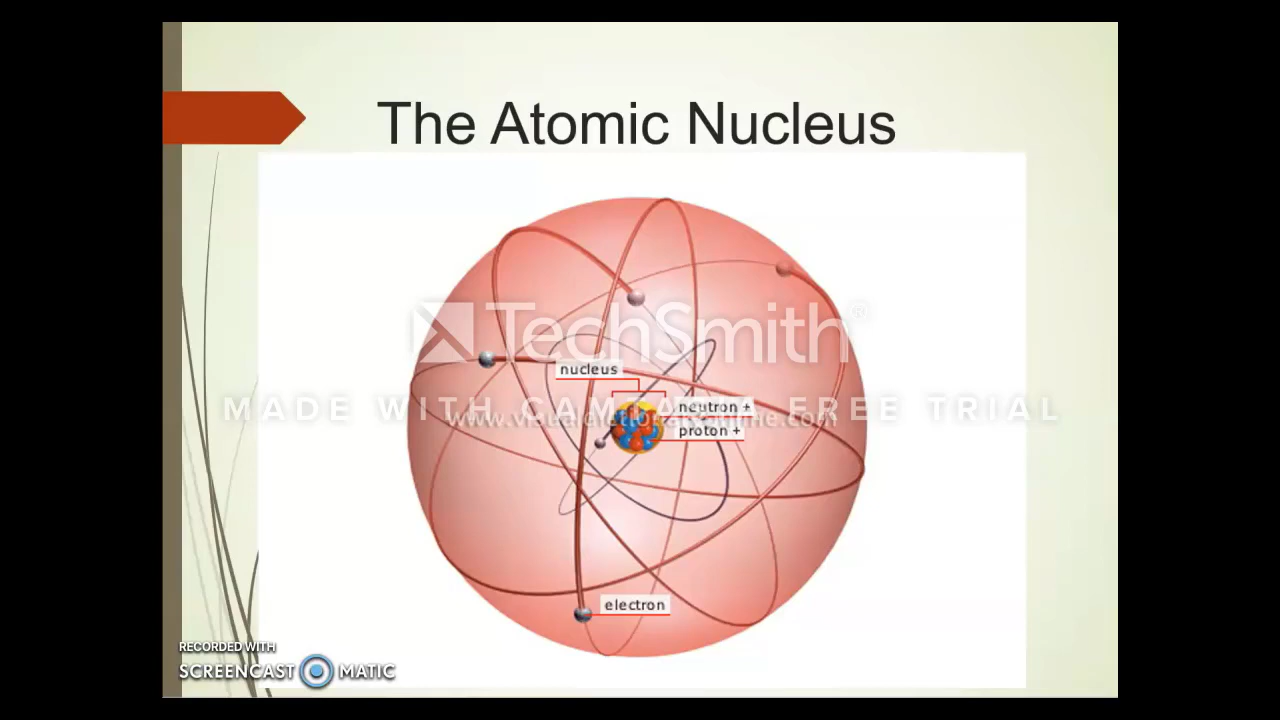 The Atomic Nucleus
TechSmith®
nucleus
MADE WITH CAMTASIA FREE TRIAL
neutron +
proton +
electron
RECORDED WITH
SCREENCAST MATIC